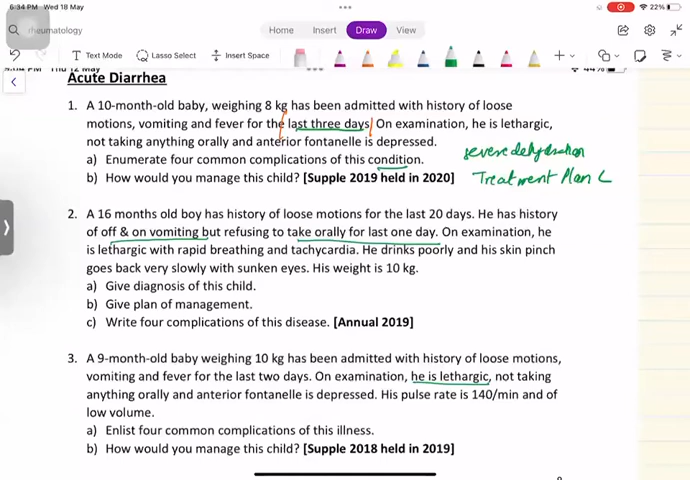 6:34 PM Wed 18 May
22%
rheumatology
Home Insert Draw View
Text Mode Lasso Select Insert Space
Acute Diarrhea
1. A 10-month-old baby, weighing 8 kg has been admitted with history of loose
motions, vomiting and fever for the last three days. On examination, he is lethargic,
not taking anything orally and anterior fontanelle is depressed.
a) Enumerate four common complications of this condition.
b) How would you manage this child? [Supple 2019 held in 2020]
severe dehydration
Treatment Plan C
2. A 16 months old boy has history of loose motions for the last 20 days. He has history
of off & on vomiting but refusing to take orally for last one day. On examination, he
is lethargic with rapid breathing and tachycardia. He drinks poorly and his skin pinch
goes back very slowly with sunken eyes. His weight is 10 kg.
a) Give diagnosis of this child.
b) Give plan of management.
c) Write four complications of this disease. [Annual 2019]
3. A 9-month-old baby weighing 10 kg has been admitted with history of loose motions,
vomiting and fever for the last two days. On examination, he is lethargic, not taking
anything orally and anterior fontanelle is depressed. His pulse rate is 140/min and of
low volume.
a) Enlist four common complications of this illness.
b) How would you manage this child? [Supple 2018 held in 2019]